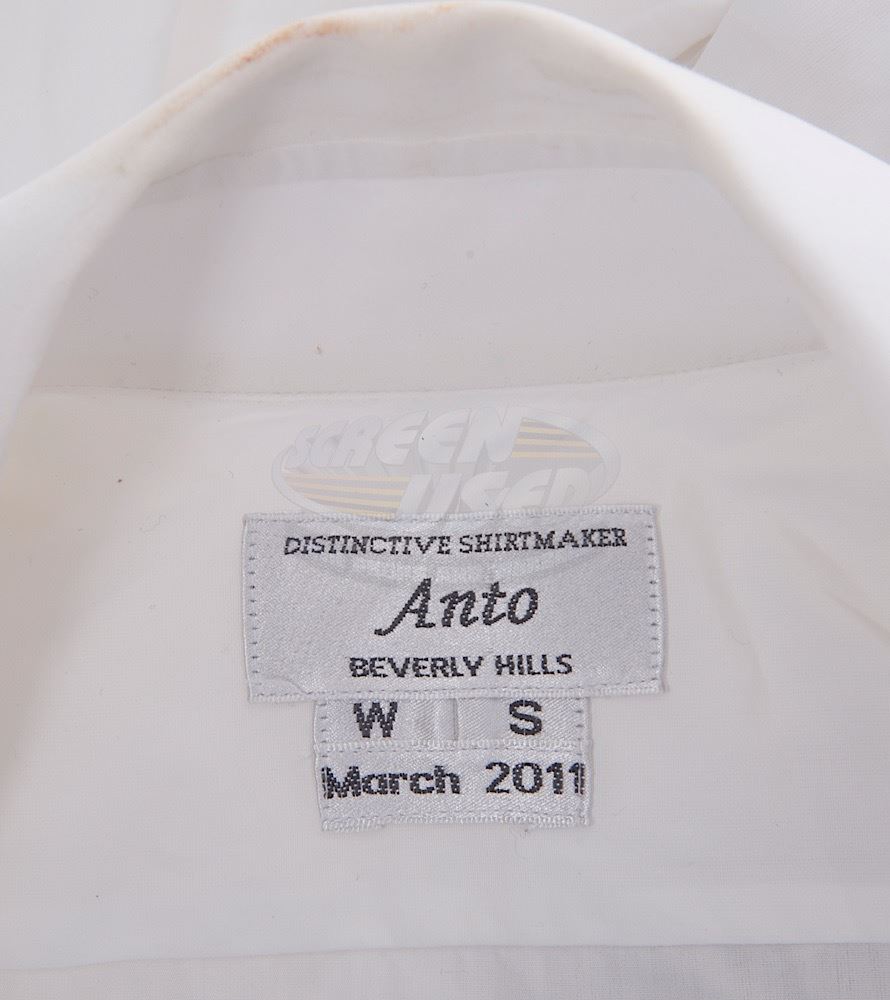 SCREEN
USED
DISTINCTIVE SHIRTMAKER
Anto
BEVERLY HILLS
W S
March 2011